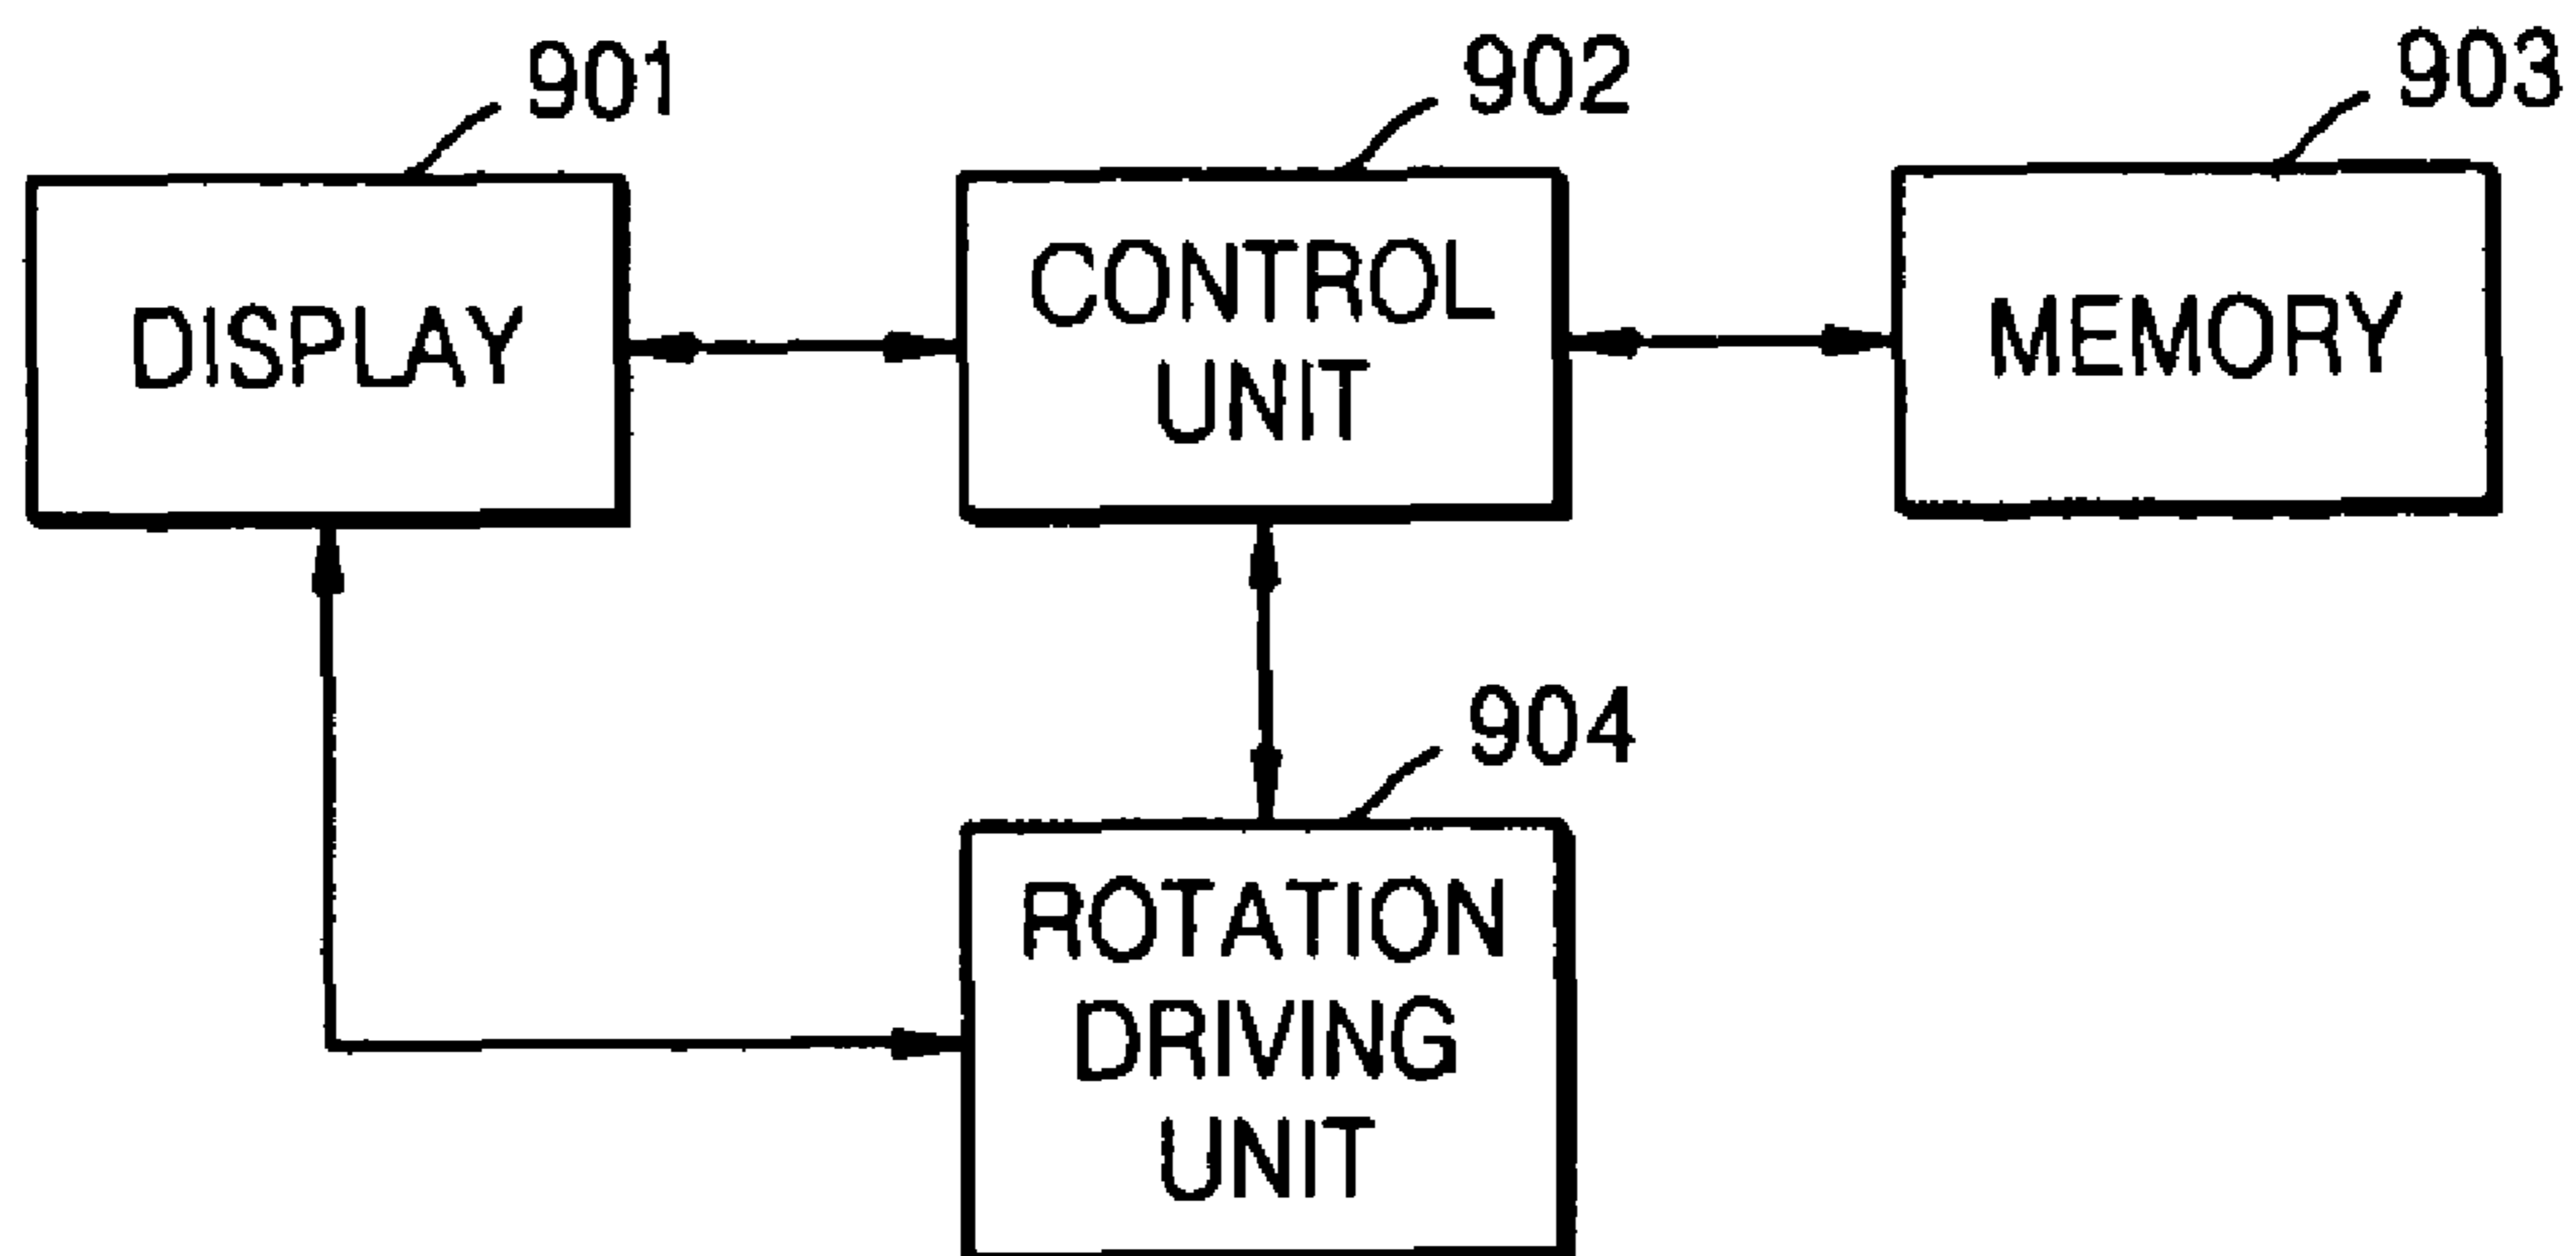 901
902
903
DISPLAY
CONTROL
UNIT
MEMORY
904
ROTATION
DRIVING
UNIT